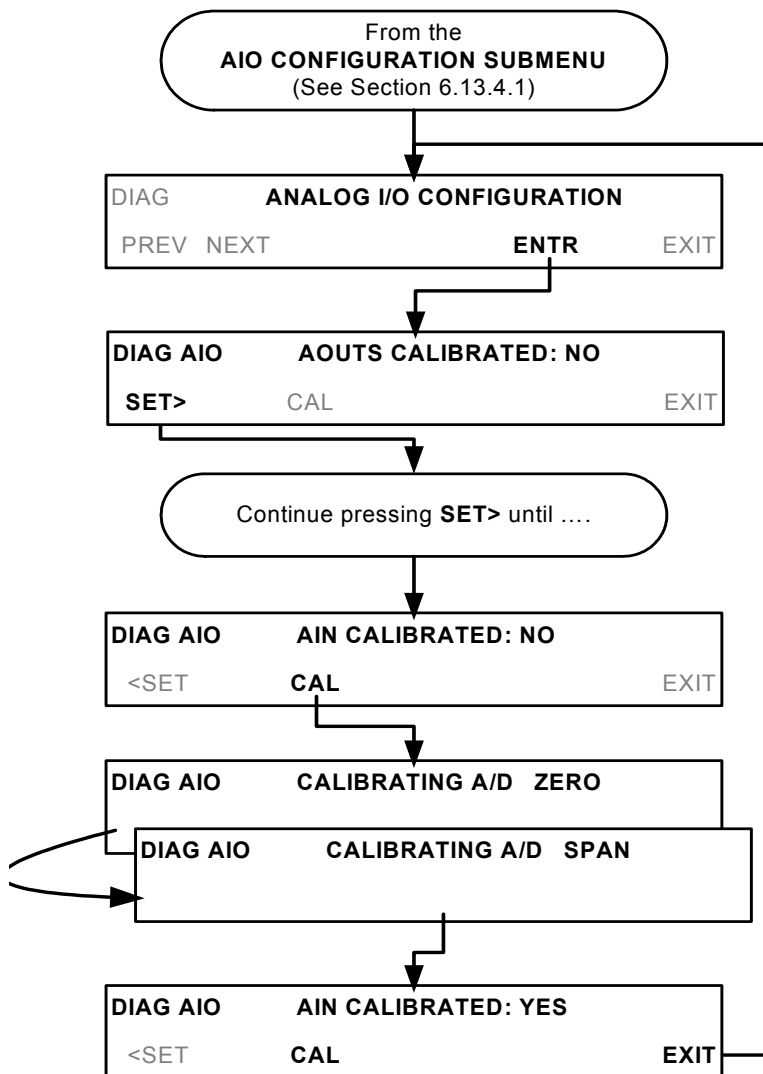 From the
AIO CONFIGURATION SUBMENU
(See Section 6.13.4.1)
DIAG ANALOG I/O CONFIGURATION
PREV NEXT ENTR EXIT
DIAG AIO AOUTS CALIBRATED: NO
SET> CAL EXIT
Continue pressing SET> until ….
DIAG AIO AIN CALIBRATED: NO
<SET CAL EXIT
DIAG AIO CALIBRATING A/D ZERO
DIAG AIO CALIBRATING A/D SPAN
DIAG AIO AIN CALIBRATED: YES
<SET CAL EXIT